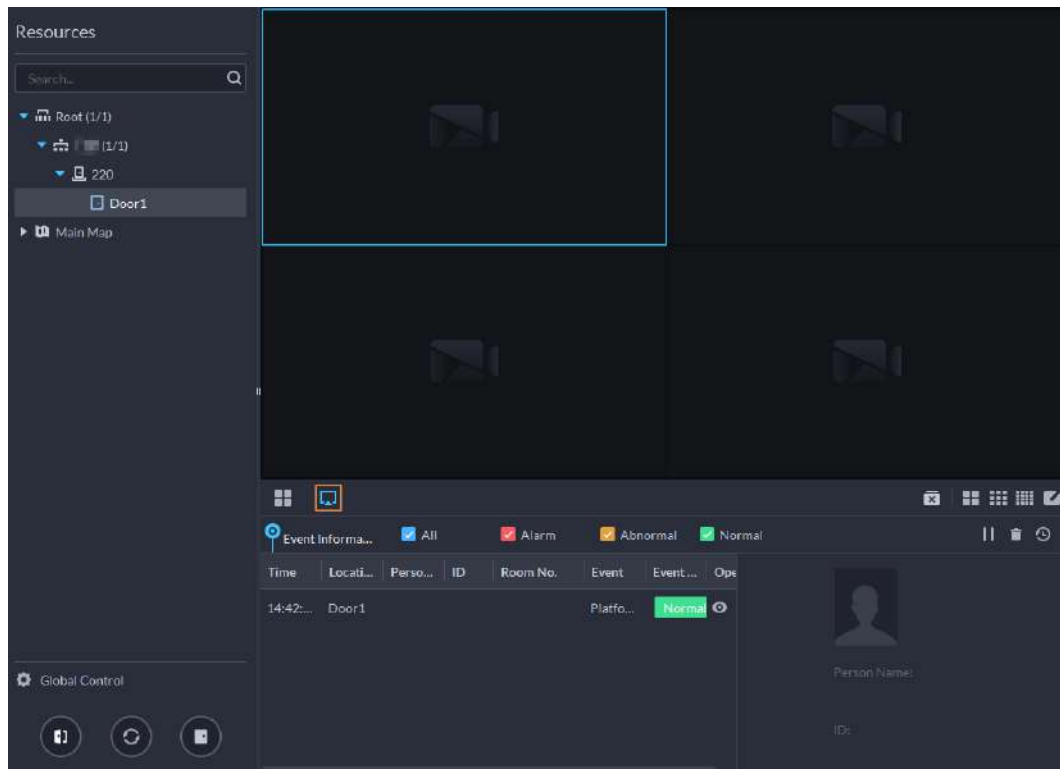 Resources
Search...
Root (1/1)
(1/1)
220
Door1
Main Map
Global Control
Event Informa... All Alarm Abnormal Normal
Time Locati... Perso... ID Room No. Event Event ... Ope
14:42:... Door1 Platfo... Normal
Person Name:
ID: